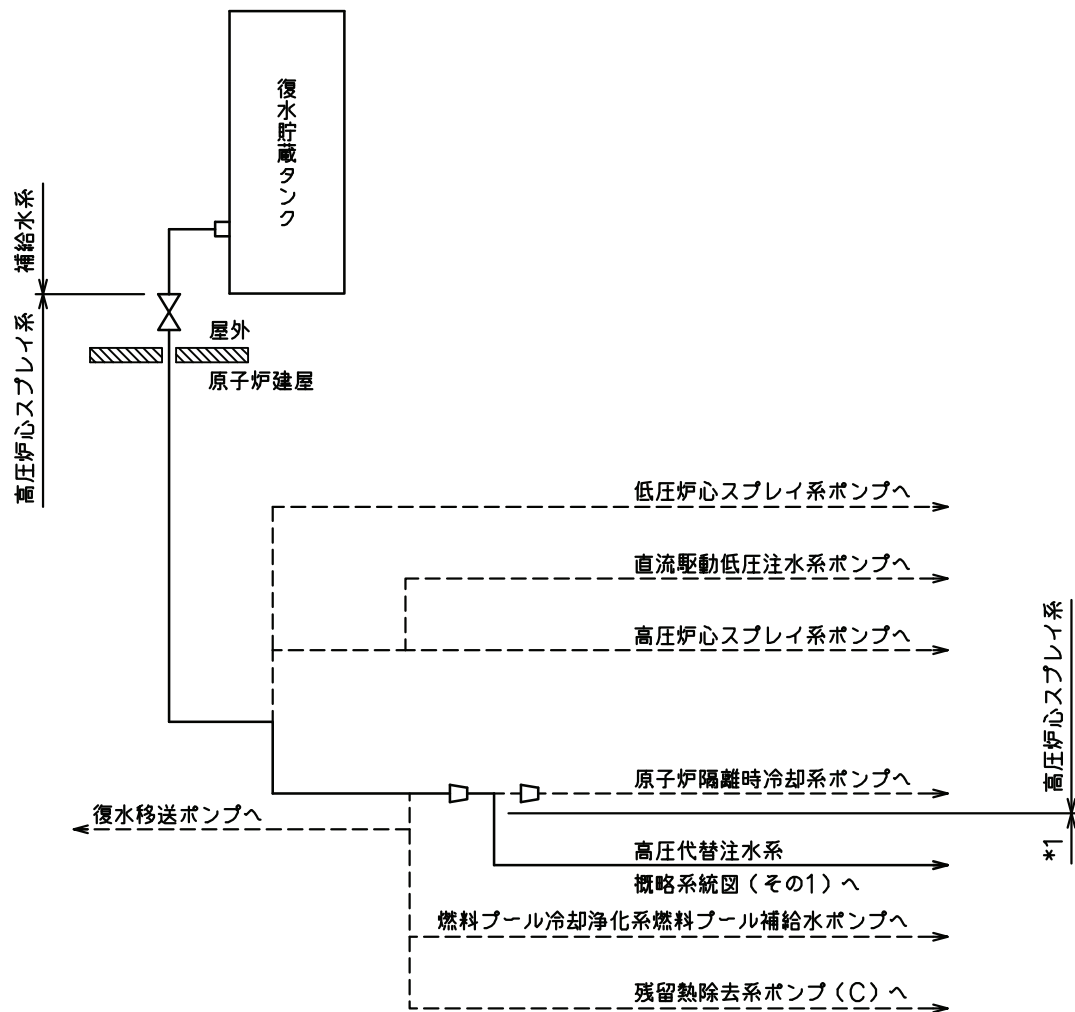 復水貯蔵タンク
補給水系
高圧炉心スプレイ系
屋外
原子炉建屋
低圧炉心スプレイ系ポンプへ
直流駆動低圧注水系ポンプへ
高圧炉心スプレイ系ポンプへ
原子炉隔離時冷却系ポンプへ
高圧炉心スプレイ系
*1
復水移送ポンプへ
高圧代替注水系
概略系統図(その1)へ
燃料プール冷却浄化系燃料プール補給水ポンプへ
残留熱除去系ポンプ(C)へ